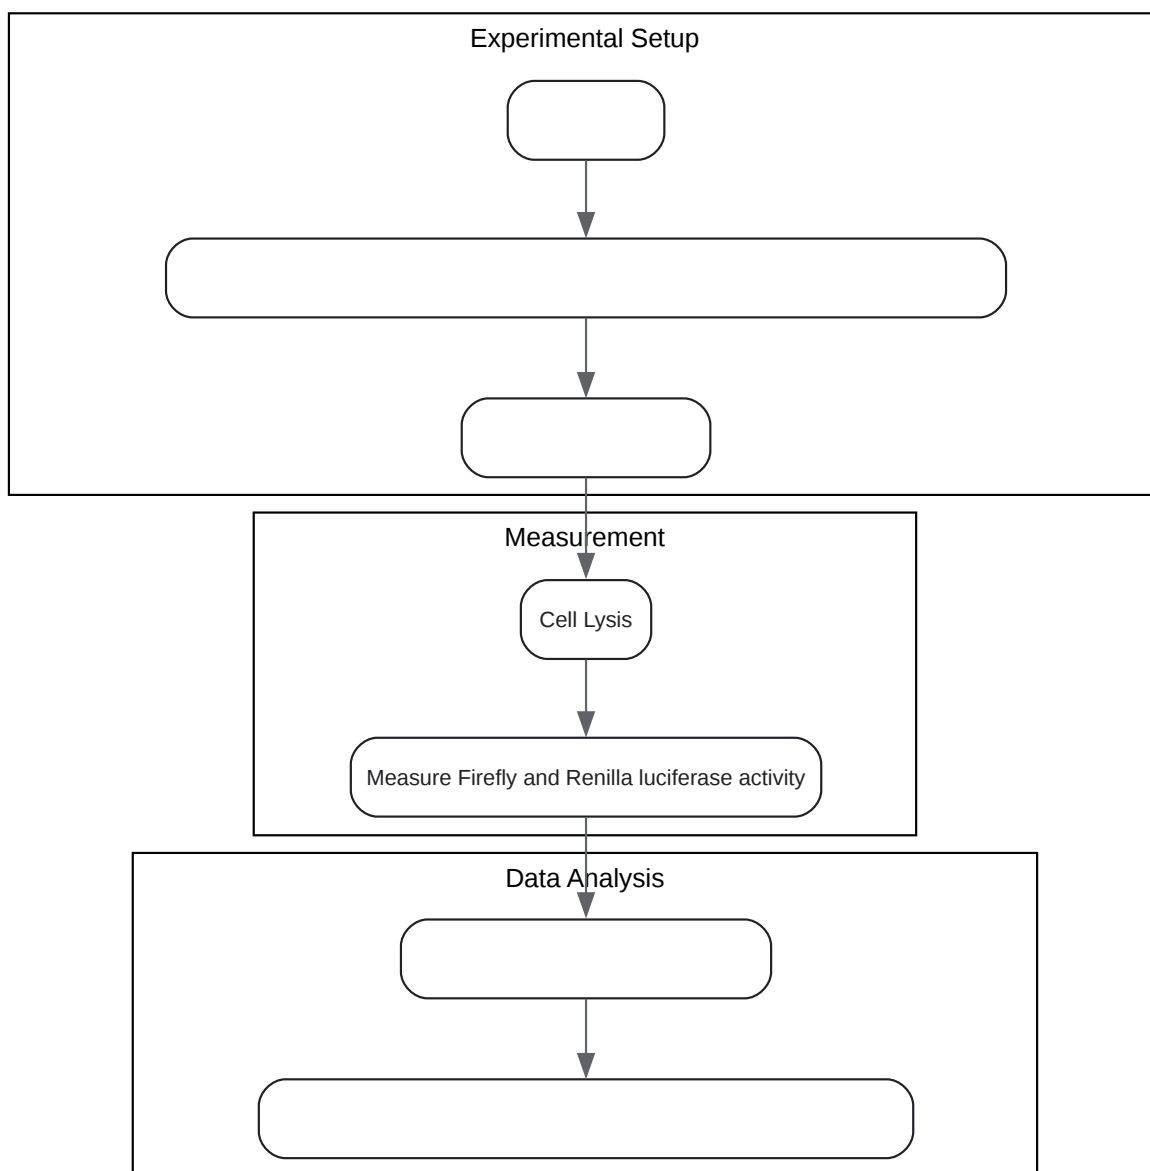 Experimental Setup
Measurement
Cell Lysis
Measure Firefly and Renilla luciferase activity
Data Analysis